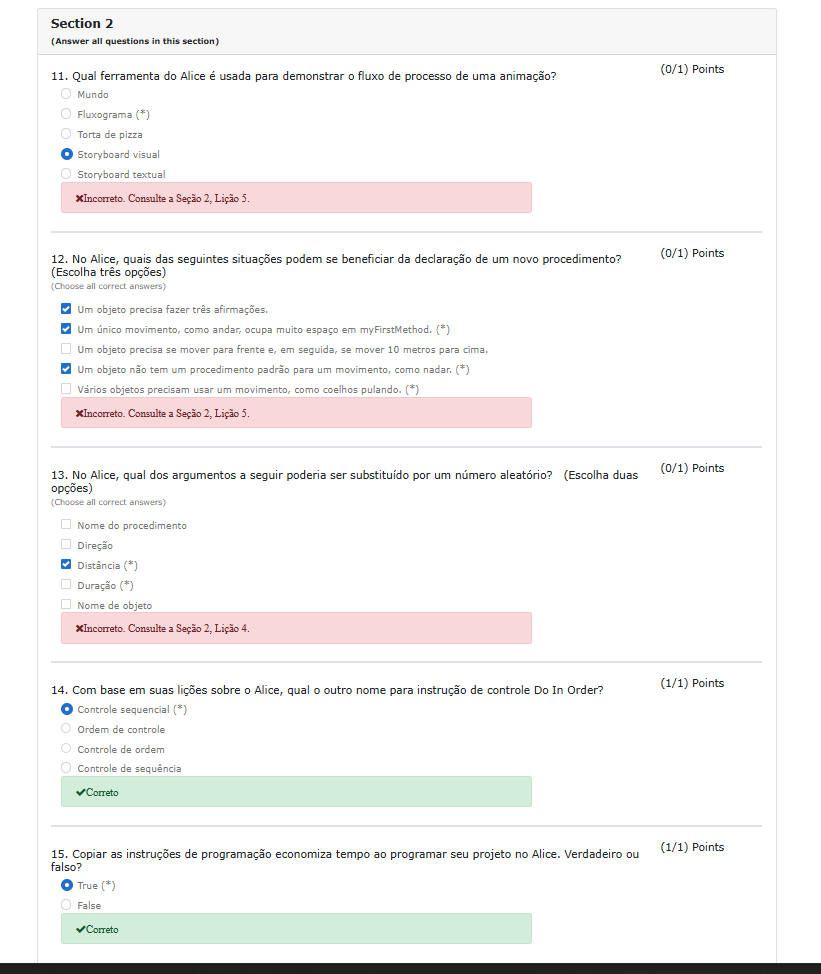 Section 2
(Answer all questions in this section)
11. Qual ferramenta do Alice é usada para demonstrar o fluxo de processo de uma animação?
(0/1) Points
Mundo
Fluxograma (*)
Torta de pizza
Storyboard visual
Storyboard textual
Incorreto. Consulte a Seção 2, Lição 5.
12. No Alice, quais das seguintes situações podem se beneficiar da declaração de um novo procedimento?
(Escolha três opções)
(0/1) Points
(Choose all correct answers)
Um objeto precisa fazer três afirmações.
Um único movimento, como andar, ocupa muito espaço em myFirstMethod. (*)
Um objeto precisa se mover para frente e, em seguida, se mover 10 metros para cima.
Um objeto não tem um procedimento padrão para um movimento, como nadar. (*)
Vários objetos precisam usar um movimento, como coelhos pulando. (*)
Incorreto. Consulte a Seção 2, Lição 5.
13. No Alice, qual dos argumentos a seguir poderia ser substituído por um número aleatório? (Escolha duas
opções)
(0/1) Points
(Choose all correct answers)
Nome do procedimento
Direção
Distância (*)
Duração (*)
Nome de objeto
Incorreto. Consulte a Seção 2, Lição 4.
14. Com base em suas lições sobre o Alice, qual o outro nome para instrução de controle Do In Order?
(1/1) Points
Controle sequencial (*)
Ordem de controle
Controle de ordem
Controle de sequência
Correto
15. Copiar as instruções de programação economiza tempo ao programar seu projeto no Alice. Verdadeiro ou
falso?
(1/1) Points
True (*)
False
Correto